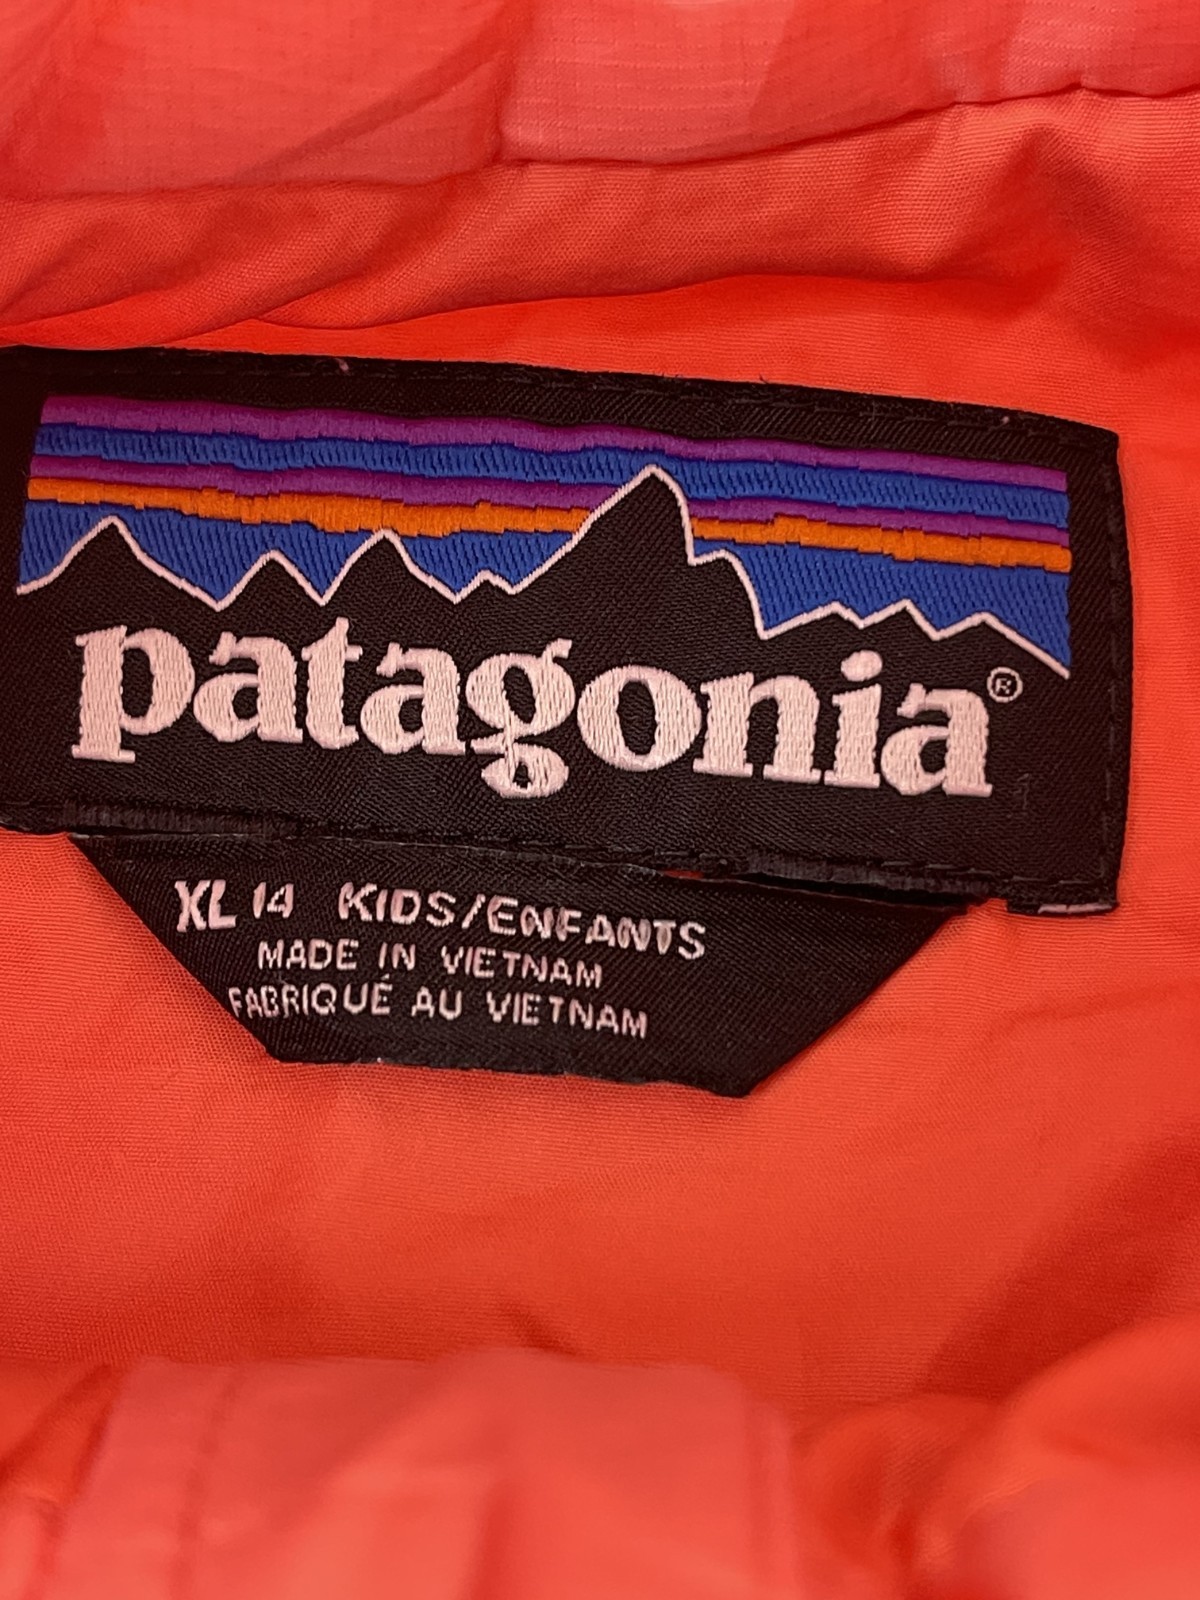 patagonia®
XL 14 KIDS/ENFANTS
MADE IN VIETNAM
FABRIQUÉ AU VIETNAM